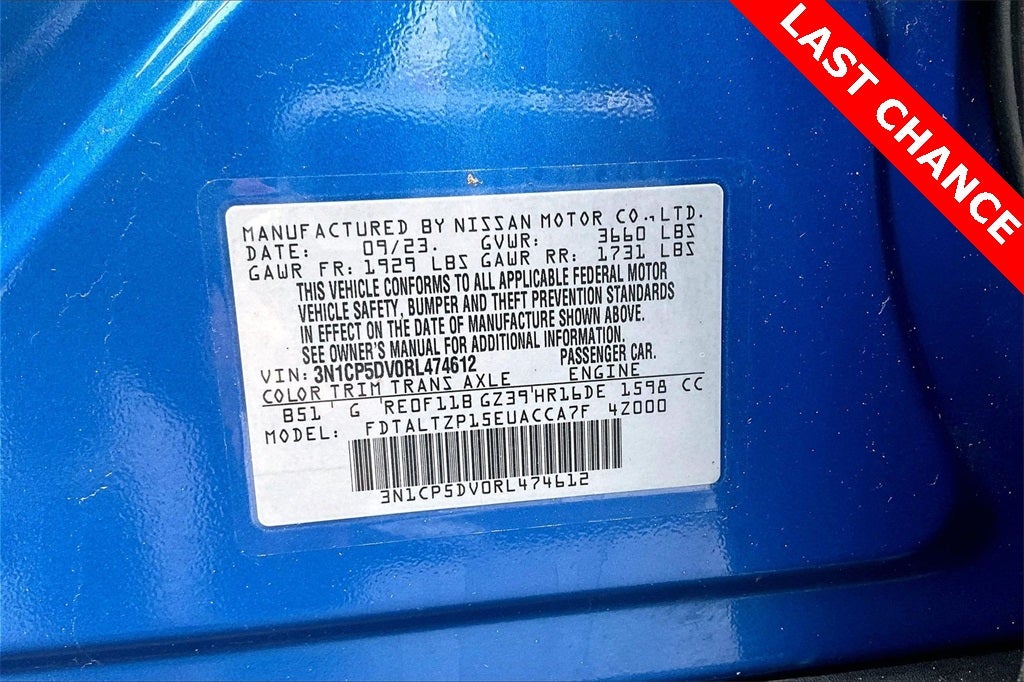 LAST CHANCE
MANUFACTURED BY NISSAN MOTOR CO., LTD.
DATE: 09/23. GVWR: 3660 LBS
GAWR FR: 1929 LBS GAWR RR: 1731 LBS
THIS VEHICLE CONFORMS TO ALL APPLICABLE FEDERAL MOTOR
VEHICLE SAFETY, BUMPER AND THEFT PREVENTION STANDARDS
IN EFFECT ON THE DATE OF MANUFACTURE SHOWN ABOVE.
SEE OWNER'S MANUAL FOR ADDITIONAL INFORMATION.
VIN: 3N1CP5DV0RL474612 PASSENGER CAR.
COLOR TRIM TRANS AXLE ENGINE
B51 G RE0F11B GZ39 HR16DE 1598 CC
MODEL: FDTALTZP15EUACCA7F 4Z000
3N1CP5DV0RL474612